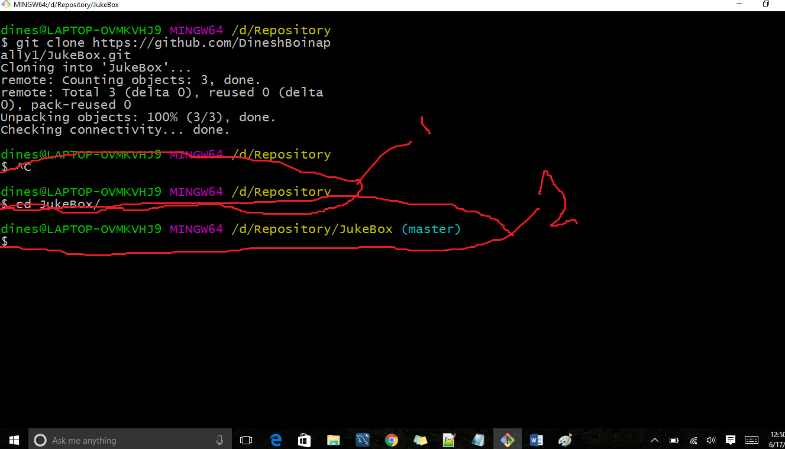 MINGW64:/d/Repository/JukeBox
dines@LAPTOP-OVMKVHJ9 MINGW64 /d/Repository
$ git clone https://github.com/DineshBoinap
ally1/JukeBox.git
Cloning into 'JukeBox'...
remote: Counting objects: 3, done.
remote: Total 3 (delta 0), reused 0 (delta
0), pack-reused 0
Unpacking objects: 100% (3/3), done.
Checking connectivity... done.
dines@LAPTOP-OVMKVHJ9 MINGW64 /d/Repository
$ ^C
dines@LAPTOP-OVMKVHJ9 MINGW64 /d/Repository
$ cd JukeBox/
dines@LAPTOP-OVMKVHJ9 MINGW64 /d/Repository/JukeBox (master)
$
1
2
Ask me anything
12:50
6/17/